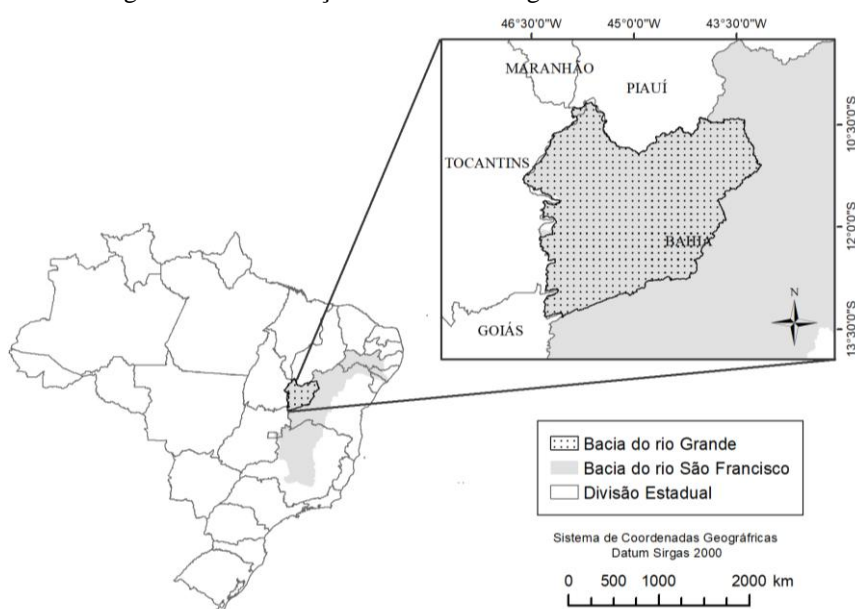 46°30'0"W 45°0'0"W 43°30'0"W
MARANHÃO
PIAUÍ
10°30'0"S
TOCANTINS
12°0'0"S
BAHIA
N
GOIÁS
13°30'0"S
Bacia do rio Grande
Bacia do rio São Francisco
Divisão Estadual
Sistema de Coordenadas Geográficas
Datum Sirgas 2000
0 500 1000 2000 km